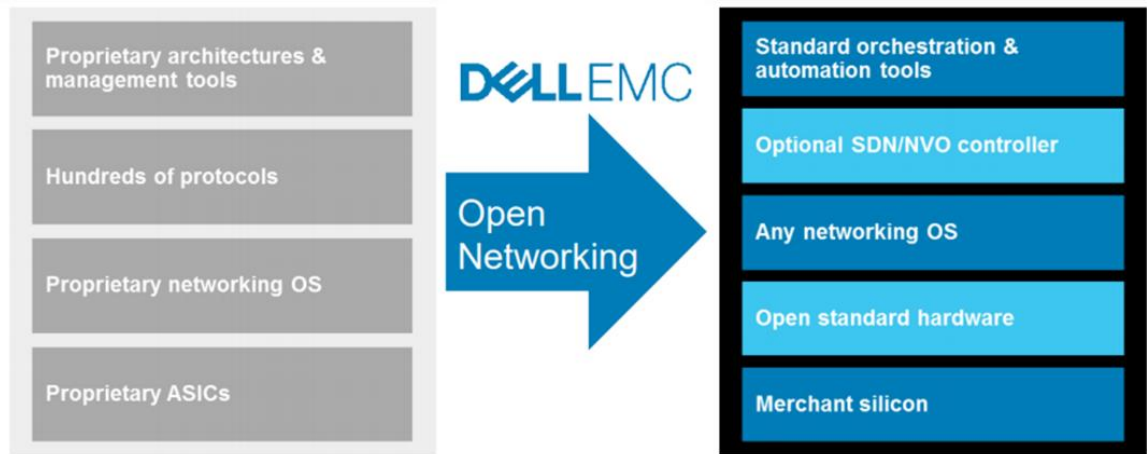 Proprietary architectures &
management tools
Hundreds of protocols
Proprietary networking OS
Proprietary ASICs
DELLEMC
Open
Networking
Standard orchestration &
automation tools
Optional SDN/NVO controller
Any networking OS
Open standard hardware
Merchant silicon